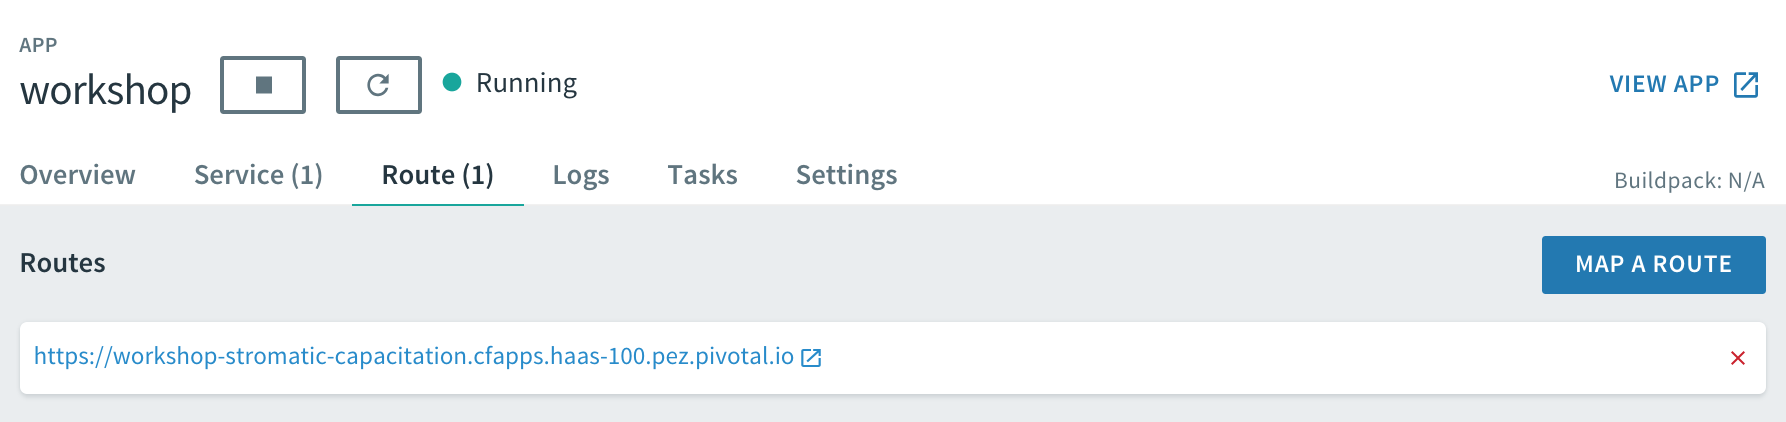 APP
workshop
Running
VIEW APP
Overview Service (1) Route (1) Logs Tasks Settings
Buildpack: N/A
Routes
MAP A ROUTE
https://workshop-stromatic-capacitation.cfapps.haas-100.pez.pivotal.io